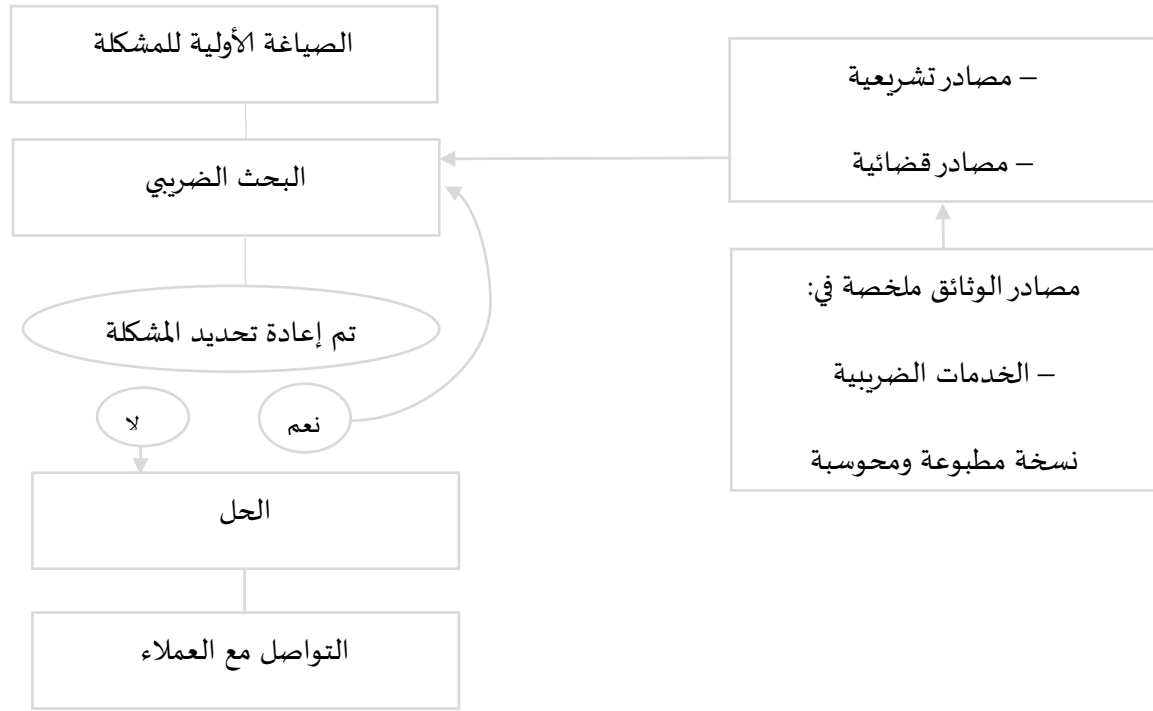 الصياغة الأولية للمشكلة
– مصادر تشريعية
– مصادر قضائية
البحث الضريبي
مصادر الوثائق ملخصة في:
– الخدمات الضريبية
نسخة مطبوعة ومحوسبة
تم إعادة تحديد المشكلة
نعم
لا
الحل
التواصل مع العملاء